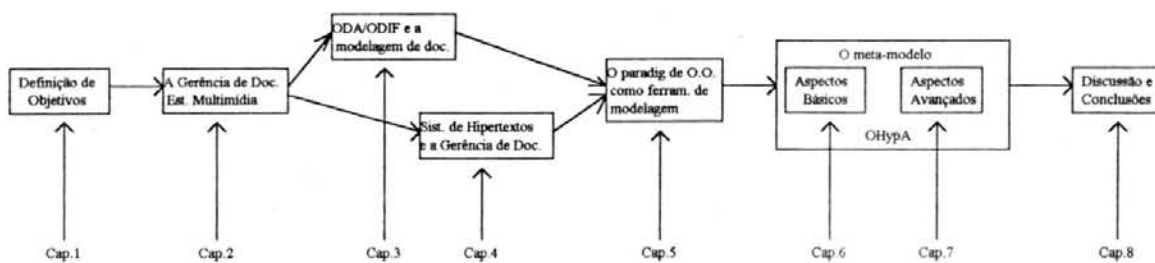 Definição de
Objetivos
A Gerência de Doc.
Est. Multimídia
ODA/ODIF e a
modelagem de doc.
Sist. de Hipertextos
e a Gerência de Doc.
O paradig de O.O.
como ferram. de
modelagem
O meta-modelo
Aspectos
Básicos
Aspectos
Avançados
OHypA
Discussão e
Conclusões
Cap.1
Cap.2
Cap.3
Cap.4
Cap.5
Cap.6
Cap.7
Cap.8